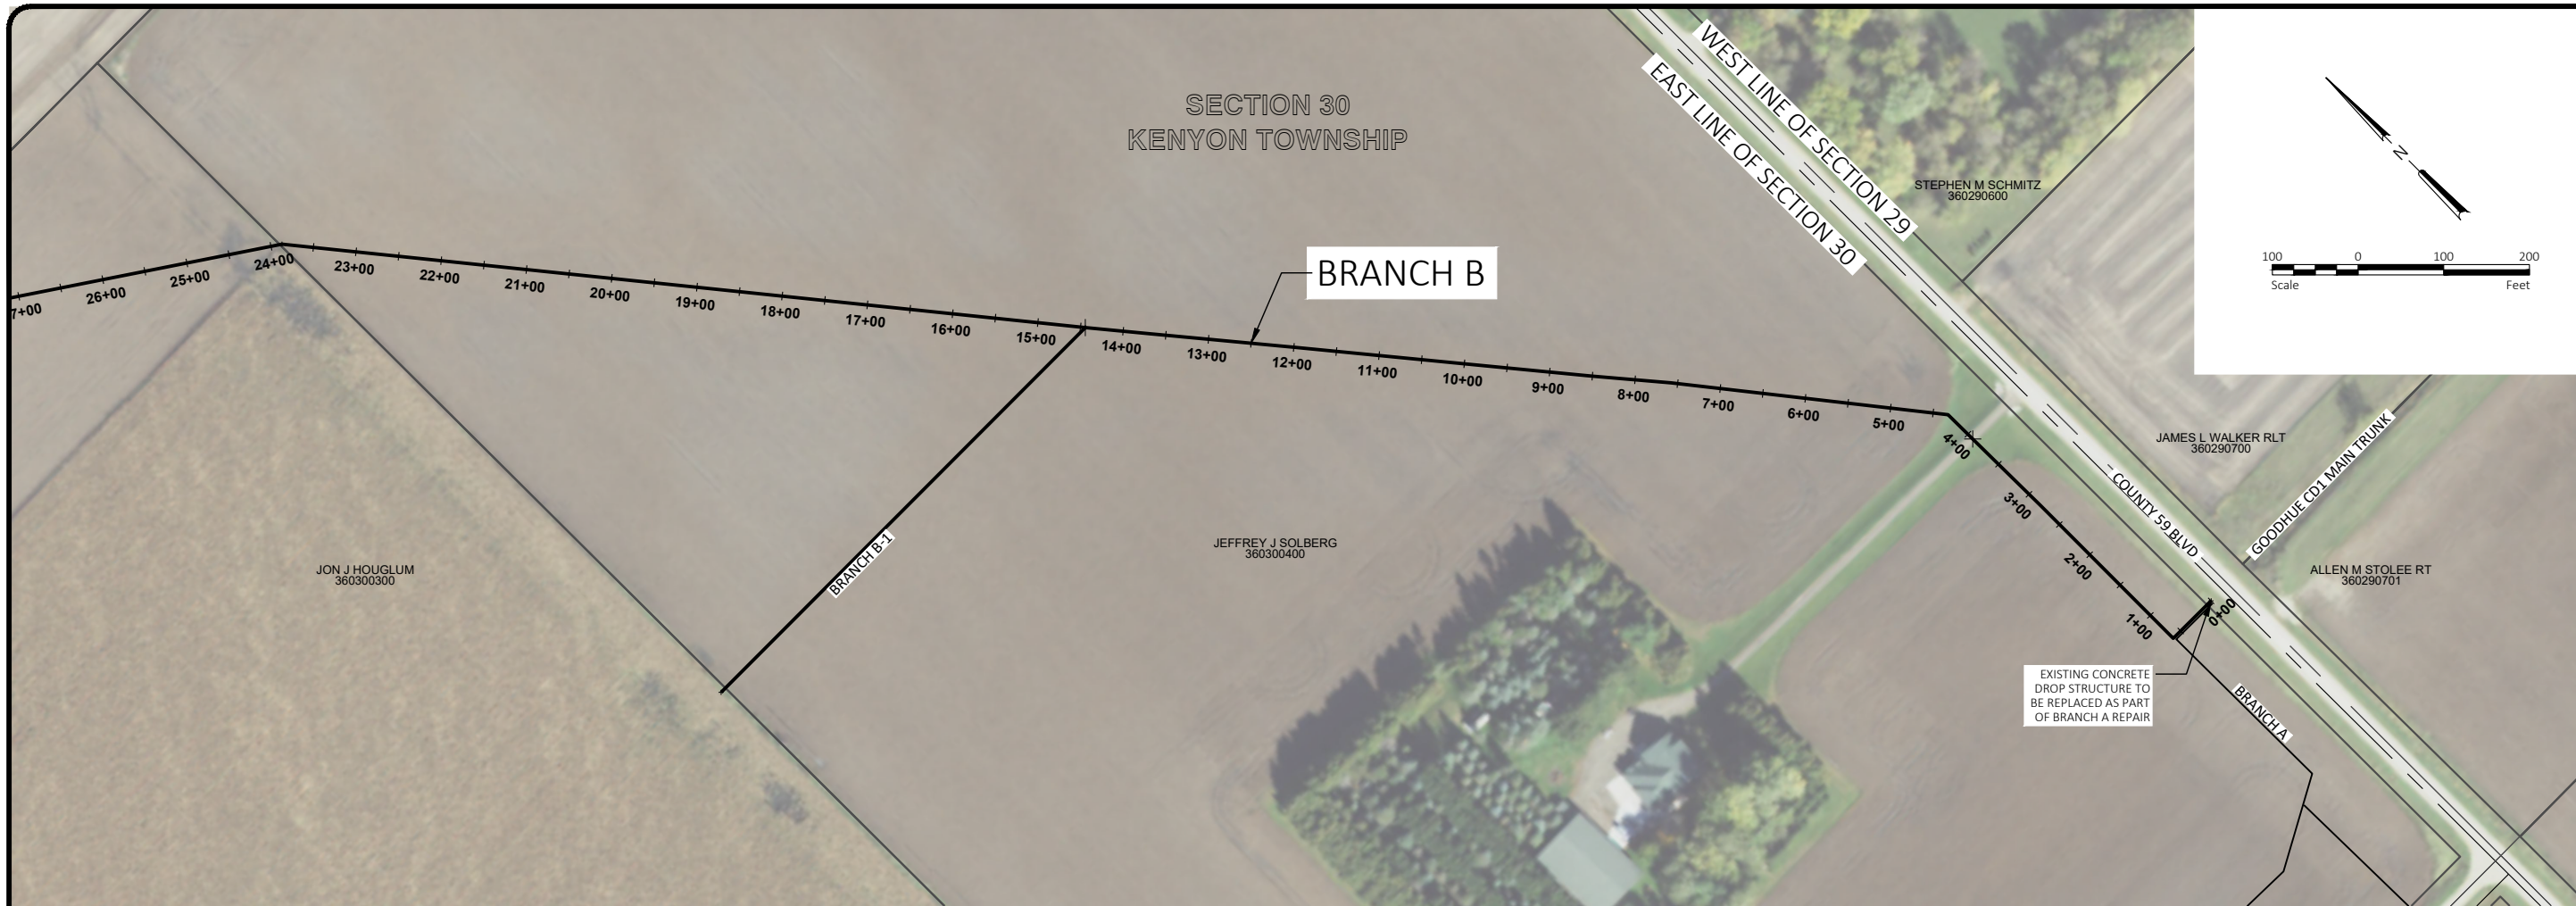 SECTION 30
KENYON TOWNSHIP
WEST LINE OF SECTION 29
EAST LINE OF SECTION 30
STEPHEN M SCHMITZ
360290600
N
100 0 100 200
Scale Feet
BRANCH B
7+00
26+00
25+00
24+00
23+00
22+00
21+00
20+00
19+00
18+00
17+00
16+00
15+00
14+00
13+00
12+00
11+00
10+00
9+00
8+00
7+00
6+00
5+00
4+00
3+00
2+00
1+00
0+00
JAMES L WALKER RLT
360290700
GOODHUE CD1 MAIN TRUNK
COUNTY 59 BLVD
ALLEN M STOLEE RT
360290701
JEFFREY J SOLBERG
360300400
BRANCH B-1
JON J HOUGLUM
360300300
EXISTING CONCRETE
DROP STRUCTURE TO
BE REPLACED AS PART
OF BRANCH A REPAIR
BRANCH A